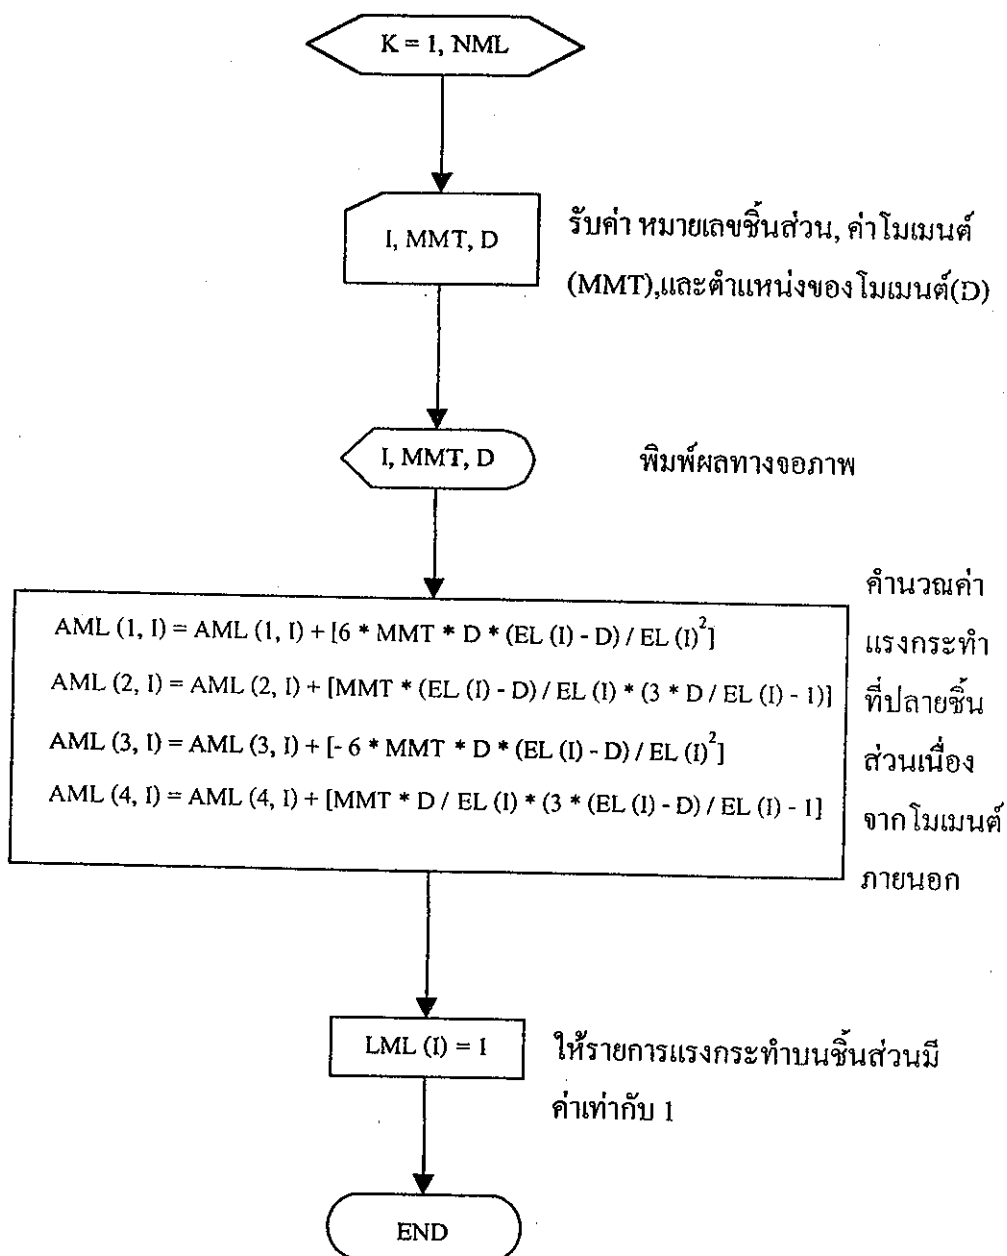 K = 1, NML
I, MMT, D
รับค่า หมายเลขชิ้นส่วน, ค่าโมเมนต์
(MMT),และตำแหน่งของโมเมนต์(D)
I, MMT, D
พิมพ์ผลทางจอภาพ
AML (1, I) = AML (1, I) + [6 * MMT * D * (EL (I) - D) / EL (I)²]
AML (2, I) = AML (2, I) + [MMT * (EL (I) - D) / EL (I) * (3 * D / EL (I) - 1)]
AML (3, I) = AML (3, I) + [- 6 * MMT * D * (EL (I) - D) / EL (I)²]
AML (4, I) = AML (4, I) + [MMT * D / EL (I) * (3 * (EL (I) - D) / EL (I) - 1]
คำนวณค่า
แรงกระทำ
ที่ปลายชิ้น
ส่วนเนื่อง
จากโมเมนต์
ภายนอก
LML (I) = 1
ให้รายการแรงกระทำบนชิ้นส่วนมี
ค่าเท่ากับ 1
END